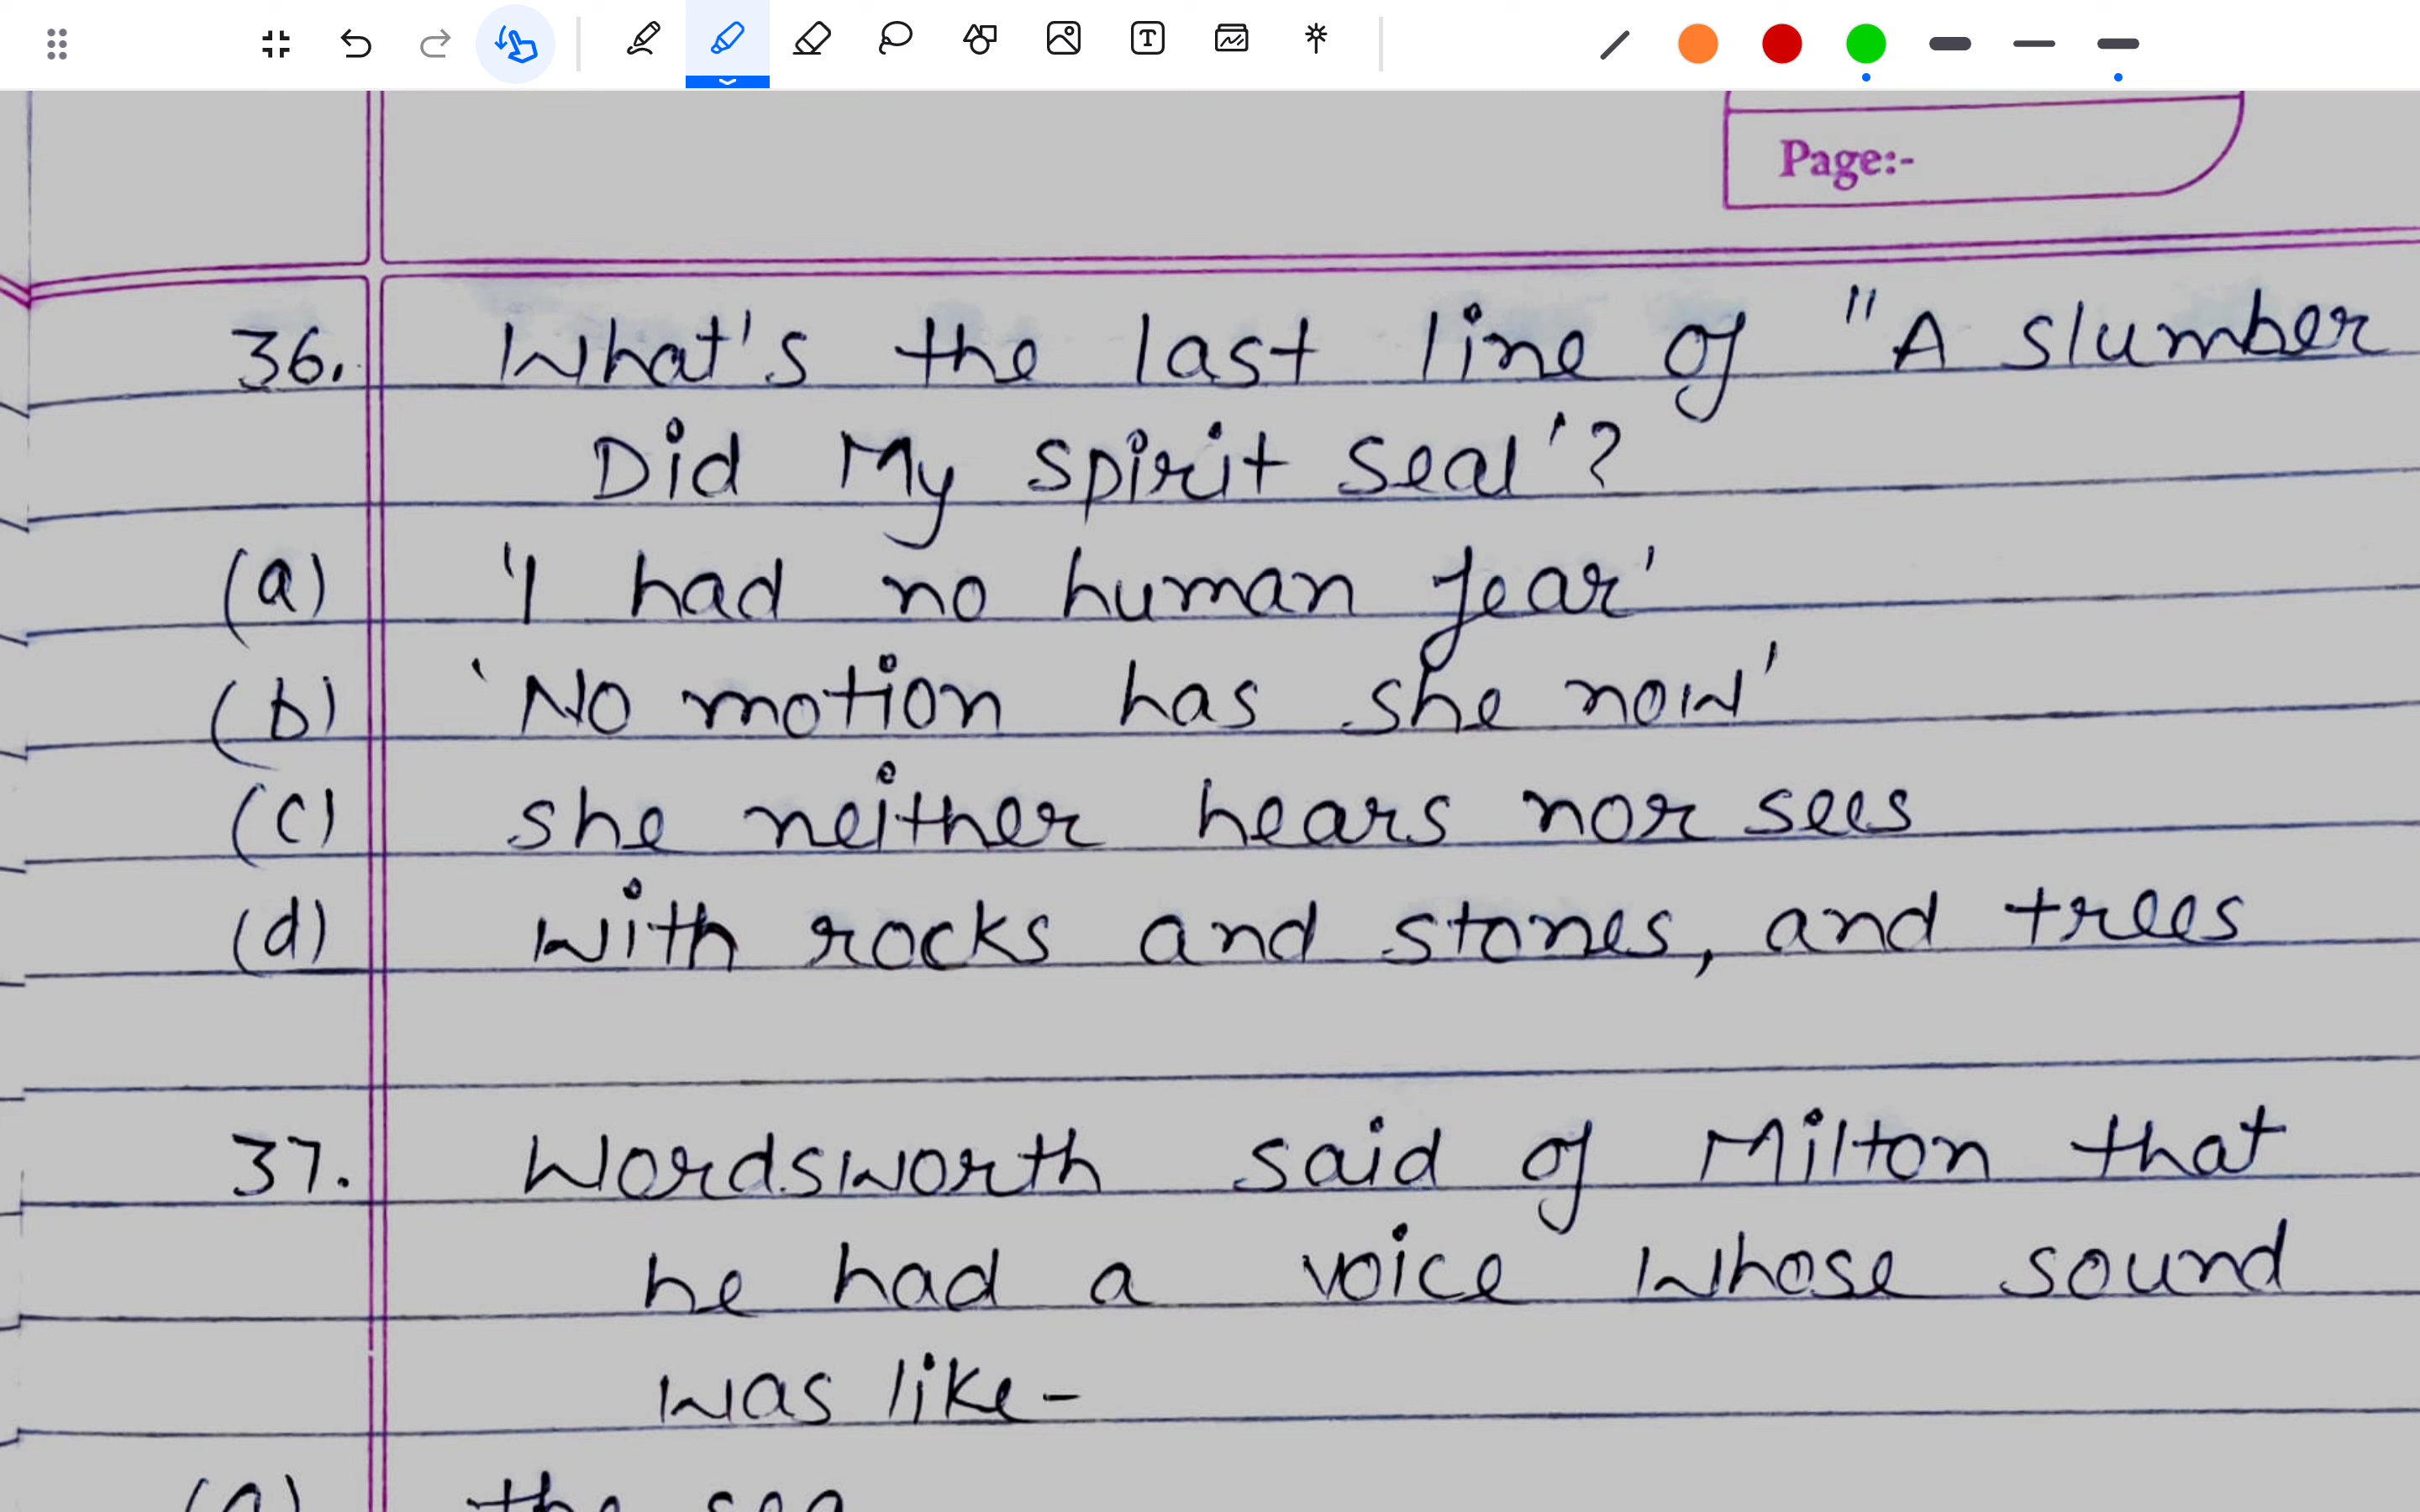 Page:-
36. What's the last line of "A slumber
Did My spirit seal'?
(a) 'I had no human fear'
(b) 'No motion has she now'
(c) she neither hears nor sees
(d) with rocks and stones, and trees
37. Wordsworth said of Milton that
he had a voice whose sound
was like-
(a) the sea